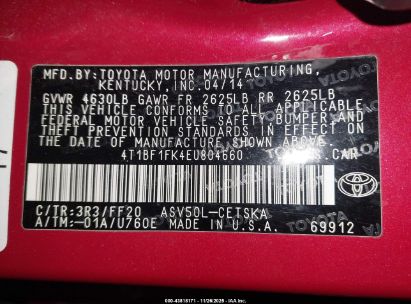 MFD. BY: TOYOTA MOTOR MANUFACTURING,
KENTUCKY, INC. 04/14
GVWR 4630LB GAWR FR 2625LB RR 2625LB
THIS VEHICLE CONFORMS TO ALL APPLICABLE
FEDERAL MOTOR VEHICLE SAFETY, BUMPER, AND
THEFT PREVENTION STANDARDS IN EFFECT ON
THE DATE OF MANUFACTURE SHOWN ABOVE.
4T1BF1FK4EU804660 CAR
C/TR: 3R3/FF20 ASV50L-CETSKA
A/TM: -01A/U760E MADE IN U.S.A. 69912
TOYOTA